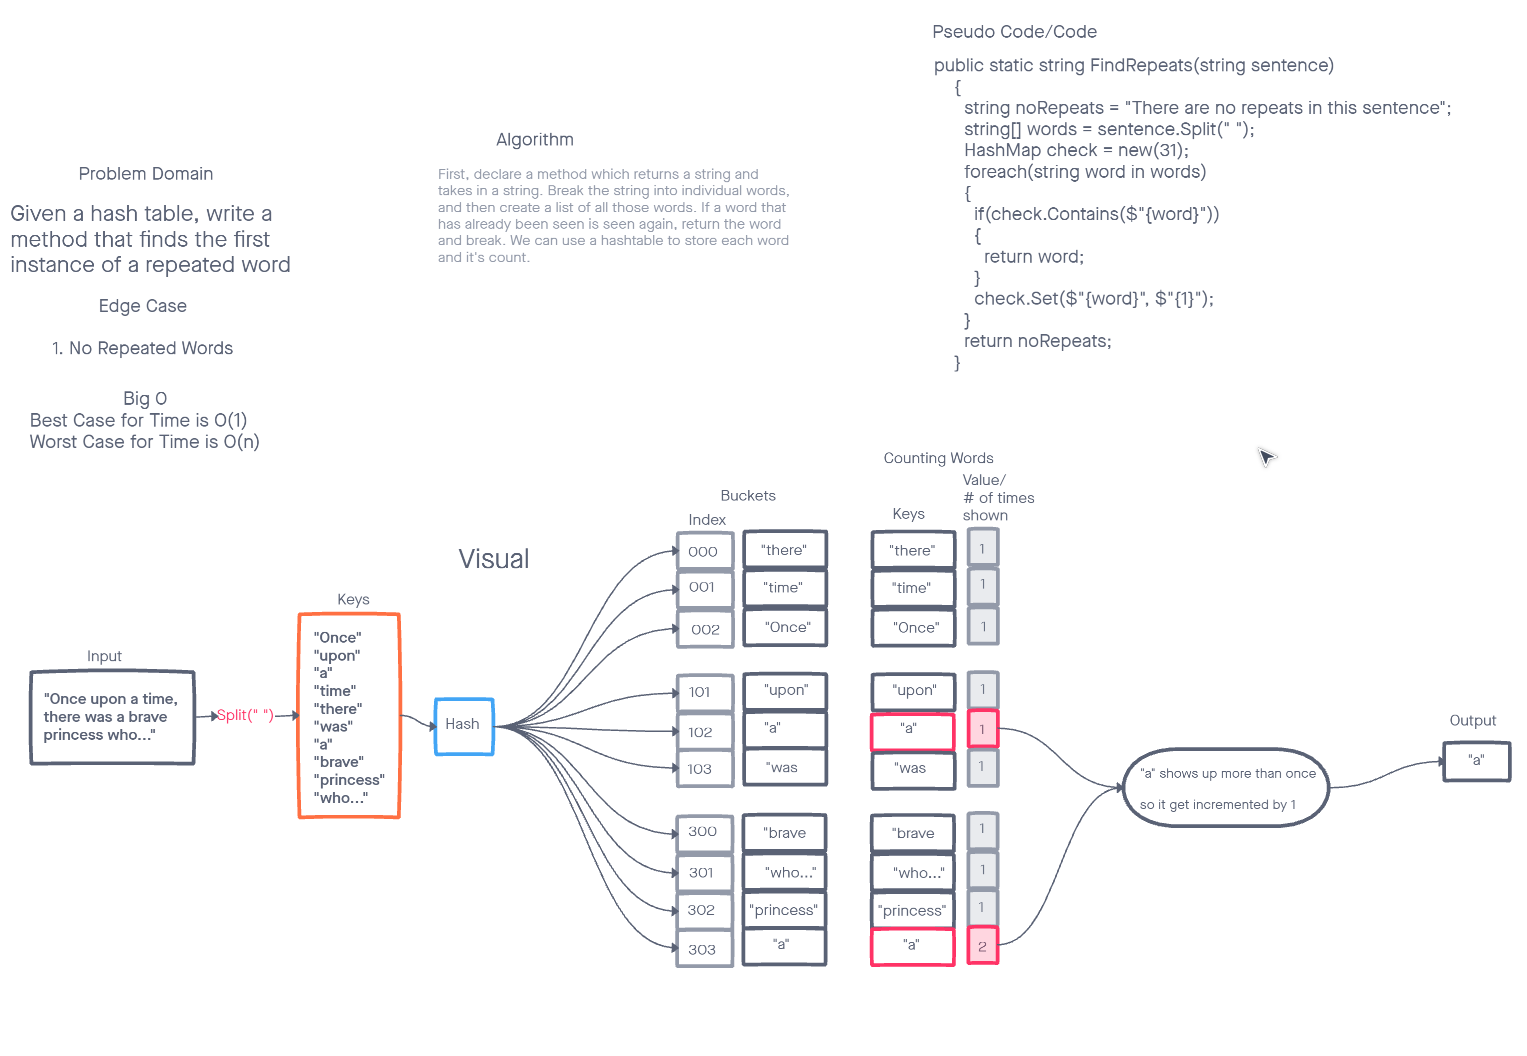 Problem Domain
Given a hash table, write a
method that finds the first
instance of a repeated word
Edge Case
1. No Repeated Words
Big O
Best Case for Time is O(1)
Worst Case for Time is O(n)
Algorithm
First, declare a method which returns a string and
takes in a string. Break the string into individual words,
and then create a list of all those words. If a word that
has already been seen is seen again, return the word
and break. We can use a hashtable to store each word
and it's count.
Pseudo Code/Code
public static string FindRepeats(string sentence)
{
string noRepeats = "There are no repeats in this sentence";
string[] words = sentence.Split(" ");
HashMap check = new(31);
foreach(string word in words)
{
if(check.Contains($"{word}"))
{
return word;
}
check.Set($"{word}", $"{1}");
}
return noRepeats;
}
Visual
Input
"Once upon a time,
there was a brave
princess who..."
Split(" ")
Keys
"Once"
"upon"
"a"
"time"
"there"
"was"
"a"
"brave"
"princess"
"who..."
Hash
Buckets
Index
000 "there"
001 "time"
002 "Once"
101 "upon"
102 "a"
103 "was
300 "brave
301 "who..."
302 "princess"
303 "a"
Counting Words
Keys
Value/
# of times
shown
"there" 1
"time" 1
"Once" 1
"upon" 1
"a" 1
"was 1
"brave 1
"who..." 1
"princess" 1
"a" 2
"a" shows up more than once
so it get incremented by 1
Output
"a"